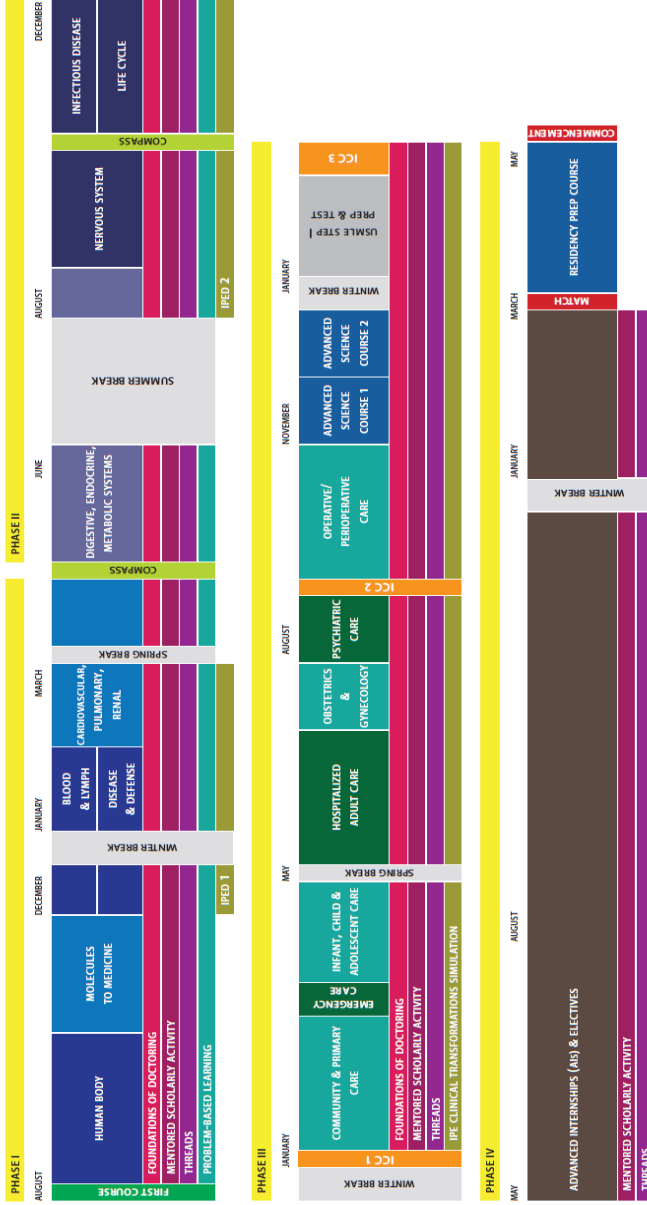 PHASE I
PHASE II
AUGUST
DECEMBER
JANUARY
MARCH
JUNE
AUGUST
DECEMBER
FIRST COURSE
HUMAN BODY
MOLECULES
TO MEDICINE
WINTER BREAK
BLOOD
& LYMPH
DISEASE
& DEFENSE
CARDIOVASCULAR,
PULMONARY,
RENAL
SPRING BREAK
COMPASS
DIGESTIVE, ENDOCRINE,
METABOLIC SYSTEMS
SUMMER BREAK
NERVOUS SYSTEM
COMPASS
INFECTIOUS DISEASE
LIFE CYCLE
FOUNDATIONS OF DOCTORING
MENTORED SCHOLARLY ACTIVITY
THREADS
PROBLEM-BASED LEARNING
IPED 1
IPED 2
PHASE III
JANUARY
MAY
AUGUST
NOVEMBER
JANUARY
WINTER BREAK
ICC 1
COMMUNITY & PRIMARY
CARE
EMERGENCY
CARE
INFANT, CHILD &
ADOLESCENT CARE
SPRING BREAK
HOSPITALIZED
ADULT CARE
OBSTETRICS
&
GYNECOLOGY
PSYCHIATRIC
CARE
ICC 2
OPERATIVE/
PERIOPERATIVE
CARE
ADVANCED
SCIENCE
COURSE 1
ADVANCED
SCIENCE
COURSE 2
WINTER BREAK
USMLE STEP I
PREP & TEST
ICC 3
FOUNDATIONS OF DOCTORING
MENTORED SCHOLARLY ACTIVITY
THREADS
IPE CLINICAL TRANSFORMATIONS SIMULATION
PHASE IV
MAY
AUGUST
JANUARY
MARCH
MAY
ADVANCED INTERNSHIPS (AIs) & ELECTIVES
WINTER BREAK
MATCH
RESIDENCY PREP COURSE
COMMENCEMENT
MENTORED SCHOLARLY ACTIVITY
THREADS